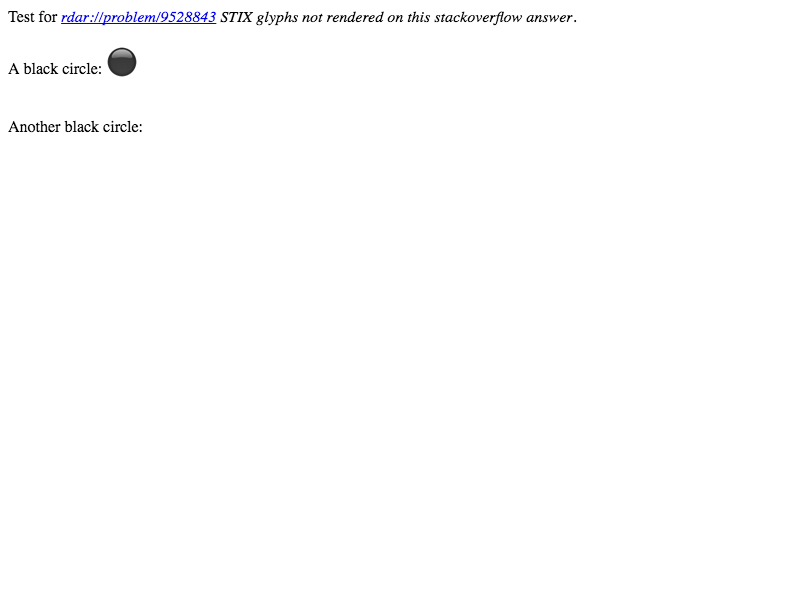 Test for rdar://problem/9528843 STIX glyphs not rendered on this stackoverflow answer.
A black circle: ⚫
Another black circle: